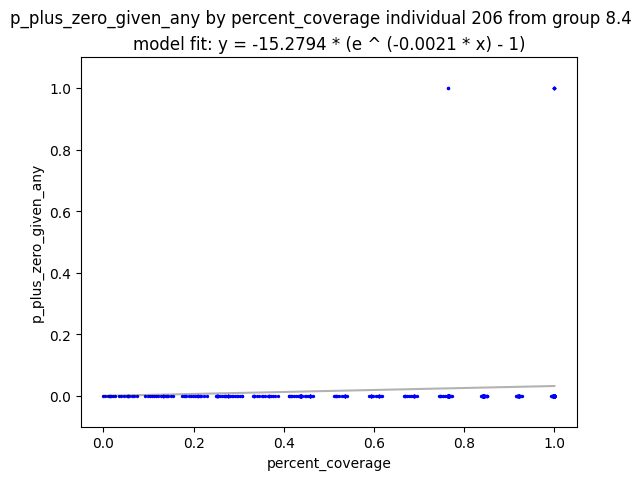 p_plus_zero_given_any by percent_coverage individual 206 from group 8.4
model fit: y = -15.2794 * (e ^ (-0.0021 * x) - 1)
1.0
0.8
0.6
0.4
0.2
0.0
p_plus_zero_given_any
0.0 0.2 0.4 0.6 0.8 1.0
percent_coverage